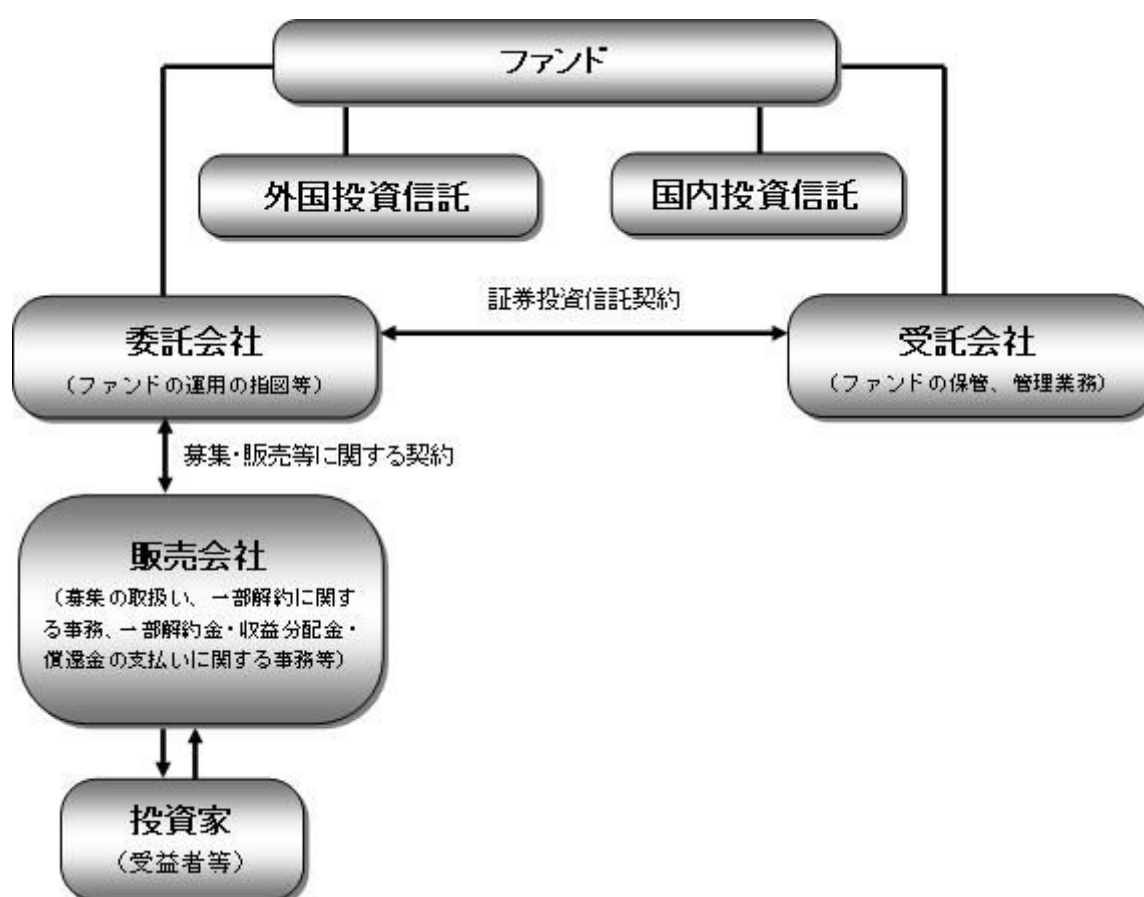 ファンド
外国投資信託
国内投資信託
証券投資信託契約
委託会社
（ファンドの運用の指図等）
受託会社
（ファンドの保管、管理業務）
募集・販売等に関する契約
販売会社
（募集の取扱い、一部解約に関す
る事務、一部解約金・収益分配金・
償還金の支払いに関する事務等）
投資家
（受益者等）